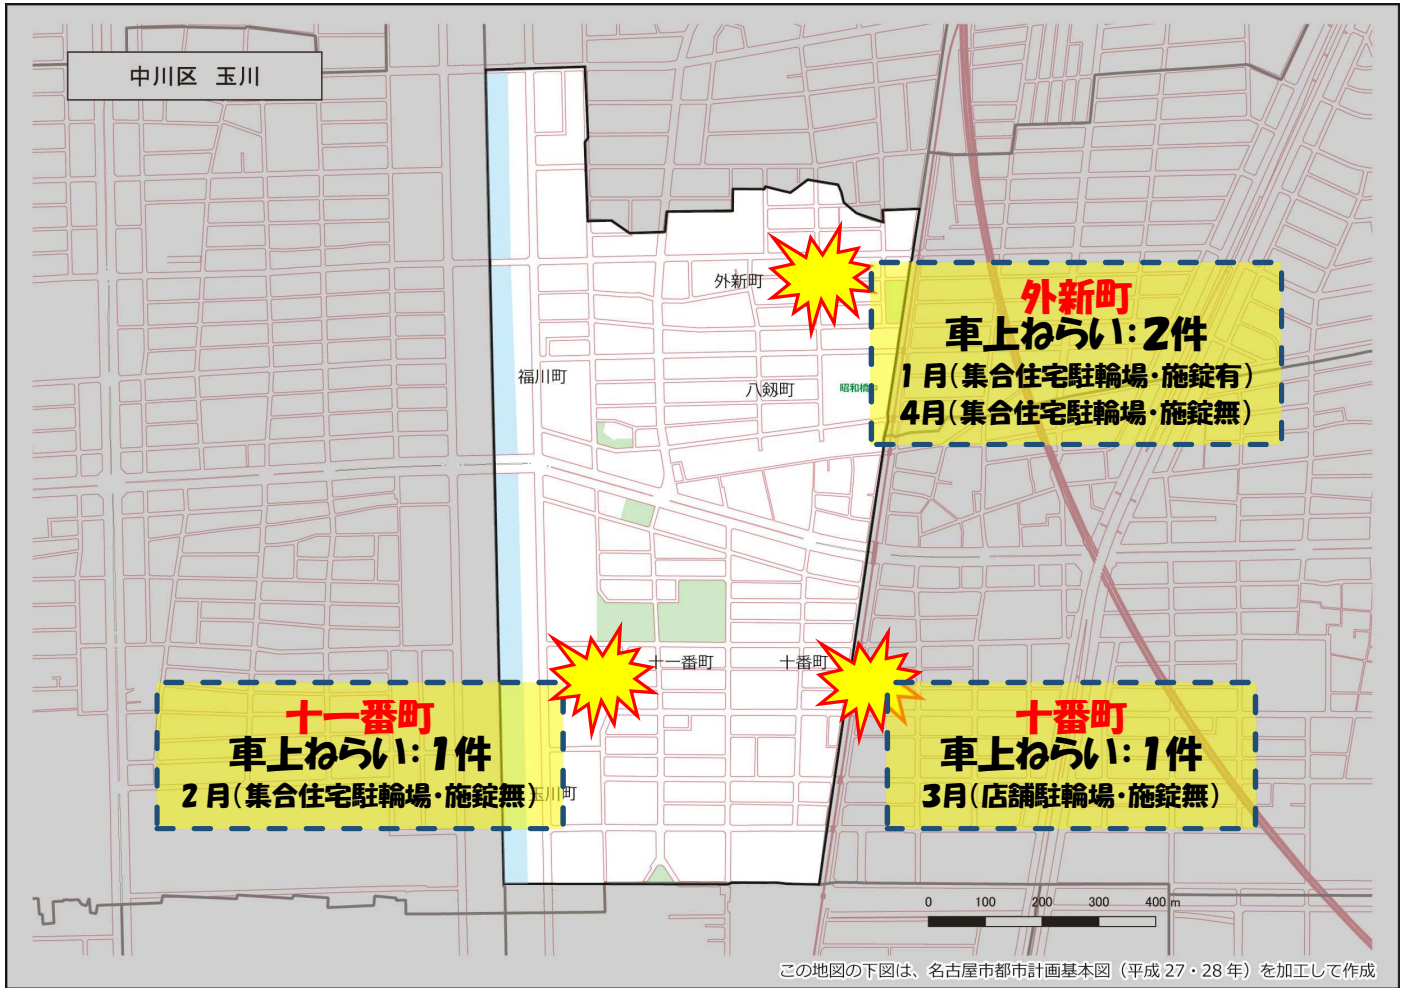 中川区 玉川
外新町
外新町
車上ねらい:2件
1月(集合住宅駐輪場・施錠有)
4月(集合住宅駐輪場・施錠無)
福川町
八剱町
昭和橋
十一番町
十番町
十一番町
車上ねらい:1件
2月(集合住宅駐輪場・施錠無)
玉川町
十番町
車上ねらい:1件
3月(店舗駐輪場・施錠無)
0 100 200 300 400 m
この地図の下図は、名古屋市都市計画基本図(平成27・28年)を加工して作成